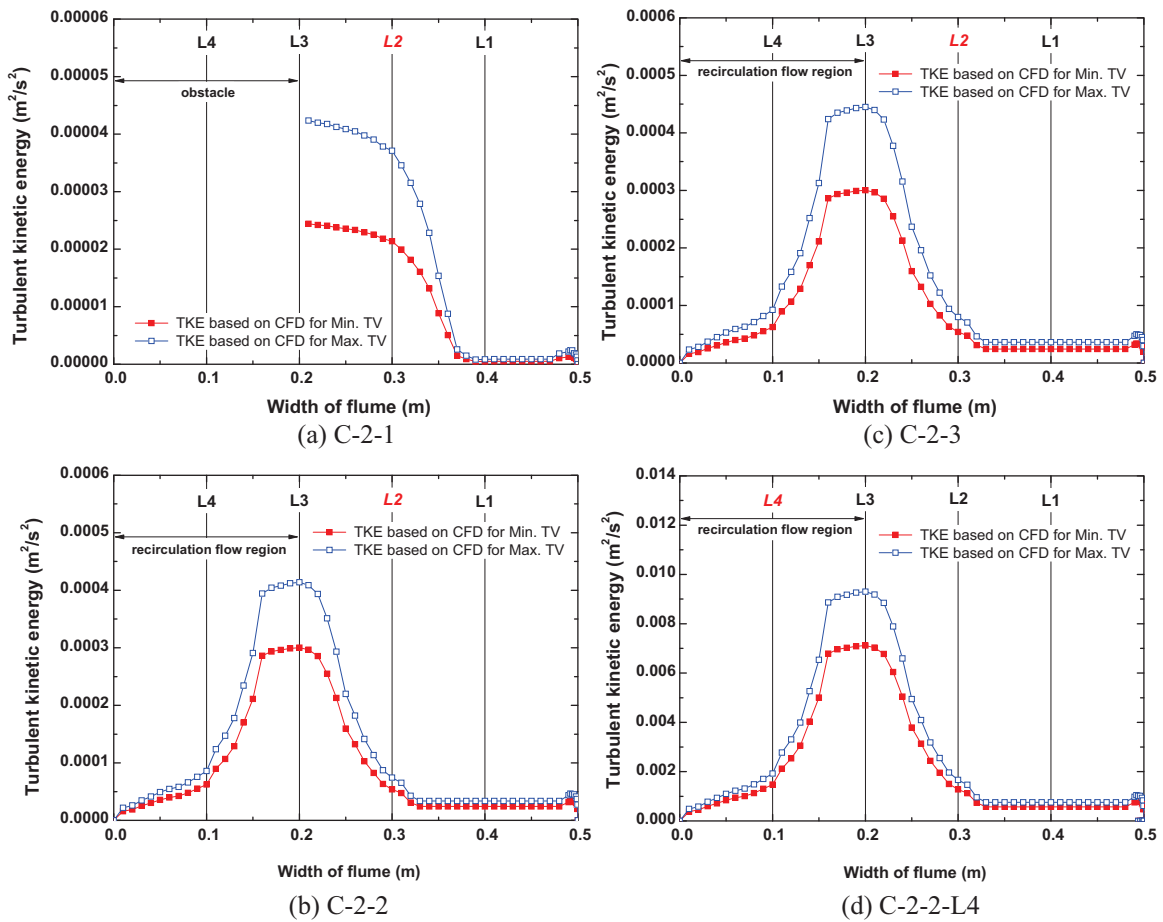 0.00006
0.00005
0.00004
0.00003
0.00002
0.00001
0.00000
Turbulent kinetic energy (m²/s²)
L4 L3 L2 L1
obstacle
TKE based on CFD for Min. TV
TKE based on CFD for Max. TV
0.0 0.1 0.2 0.3 0.4 0.5
Width of flume (m)
(a) C-2-1
0.0006
0.0005
0.0004
0.0003
0.0002
0.0001
0.0000
Turbulent kinetic energy (m²/s²)
L4 L3 L2 L1
recirculation flow region
TKE based on CFD for Min. TV
TKE based on CFD for Max. TV
0.0 0.1 0.2 0.3 0.4 0.5
Width of flume (m)
(c) C-2-3
0.0006
0.0005
0.0004
0.0003
0.0002
0.0001
0.0000
Turbulent kinetic energy (m²/s²)
L4 L3 L2 L1
recirculation flow region
TKE based on CFD for Min. TV
TKE based on CFD for Max. TV
0.0 0.1 0.2 0.3 0.4 0.5
Width of flume (m)
(b) C-2-2
0.014
0.012
0.010
0.008
0.006
0.004
0.002
0.000
Turbulent kinetic energy (m²/s²)
L4 L3 L2 L1
recirculation flow region
TKE based on CFD for Min. TV
TKE based on CFD for Max. TV
0.0 0.1 0.2 0.3 0.4 0.5
Width of flume (m)
(d) C-2-2-L4